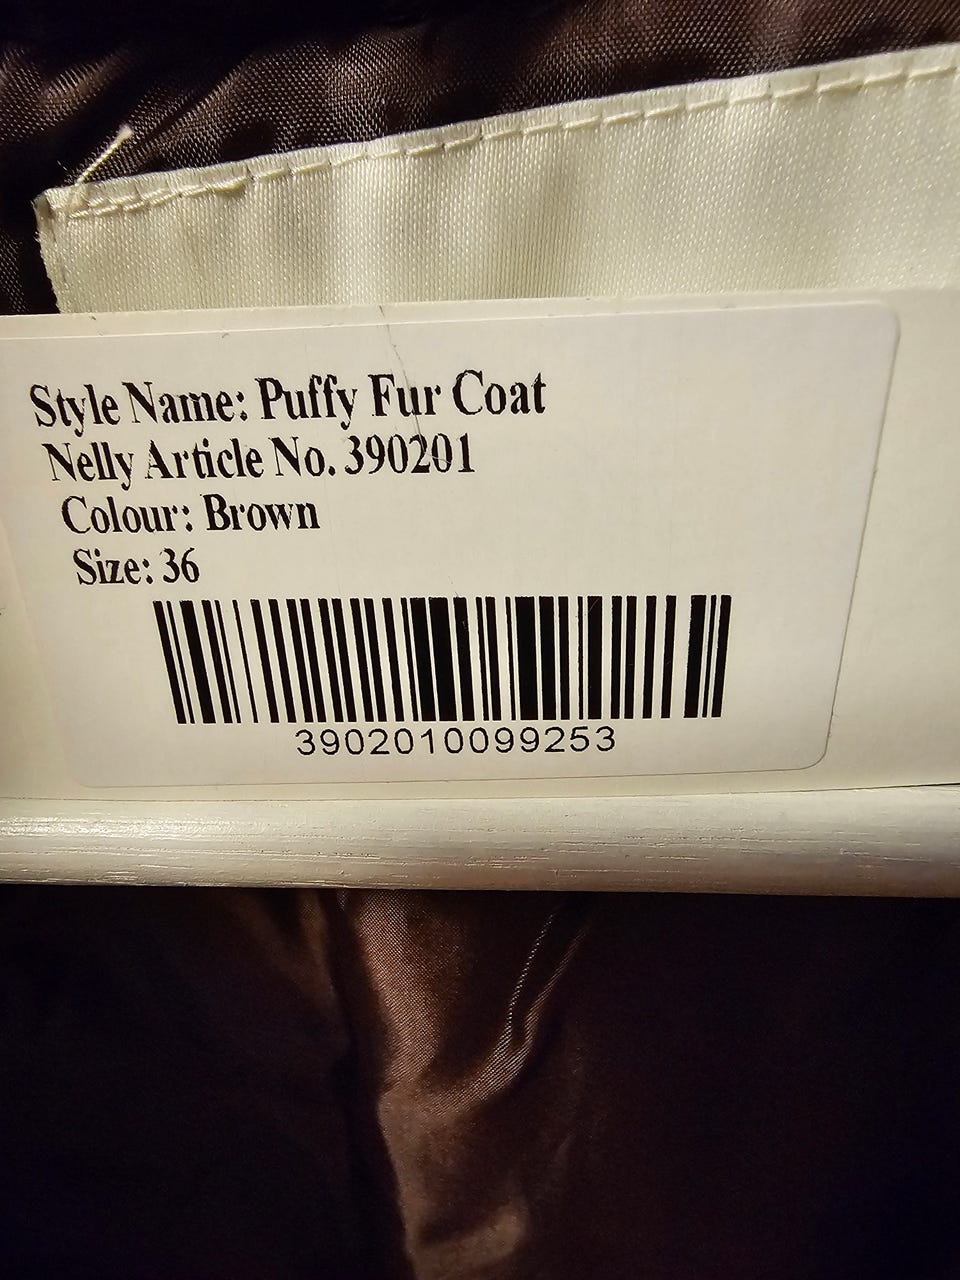 Style Name: Puffy Fur Coat
Nelly Article No. 390201
Colour: Brown
Size: 36
3902010099253